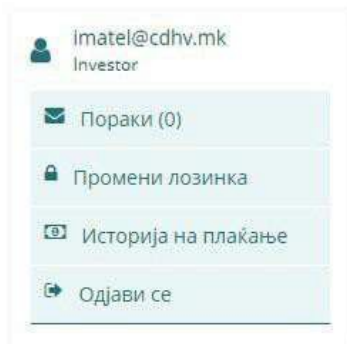 imatel@cdhv.mk
Investor
Пораки (0)
Промени лозинка
Историја на плаќање
Одјави се